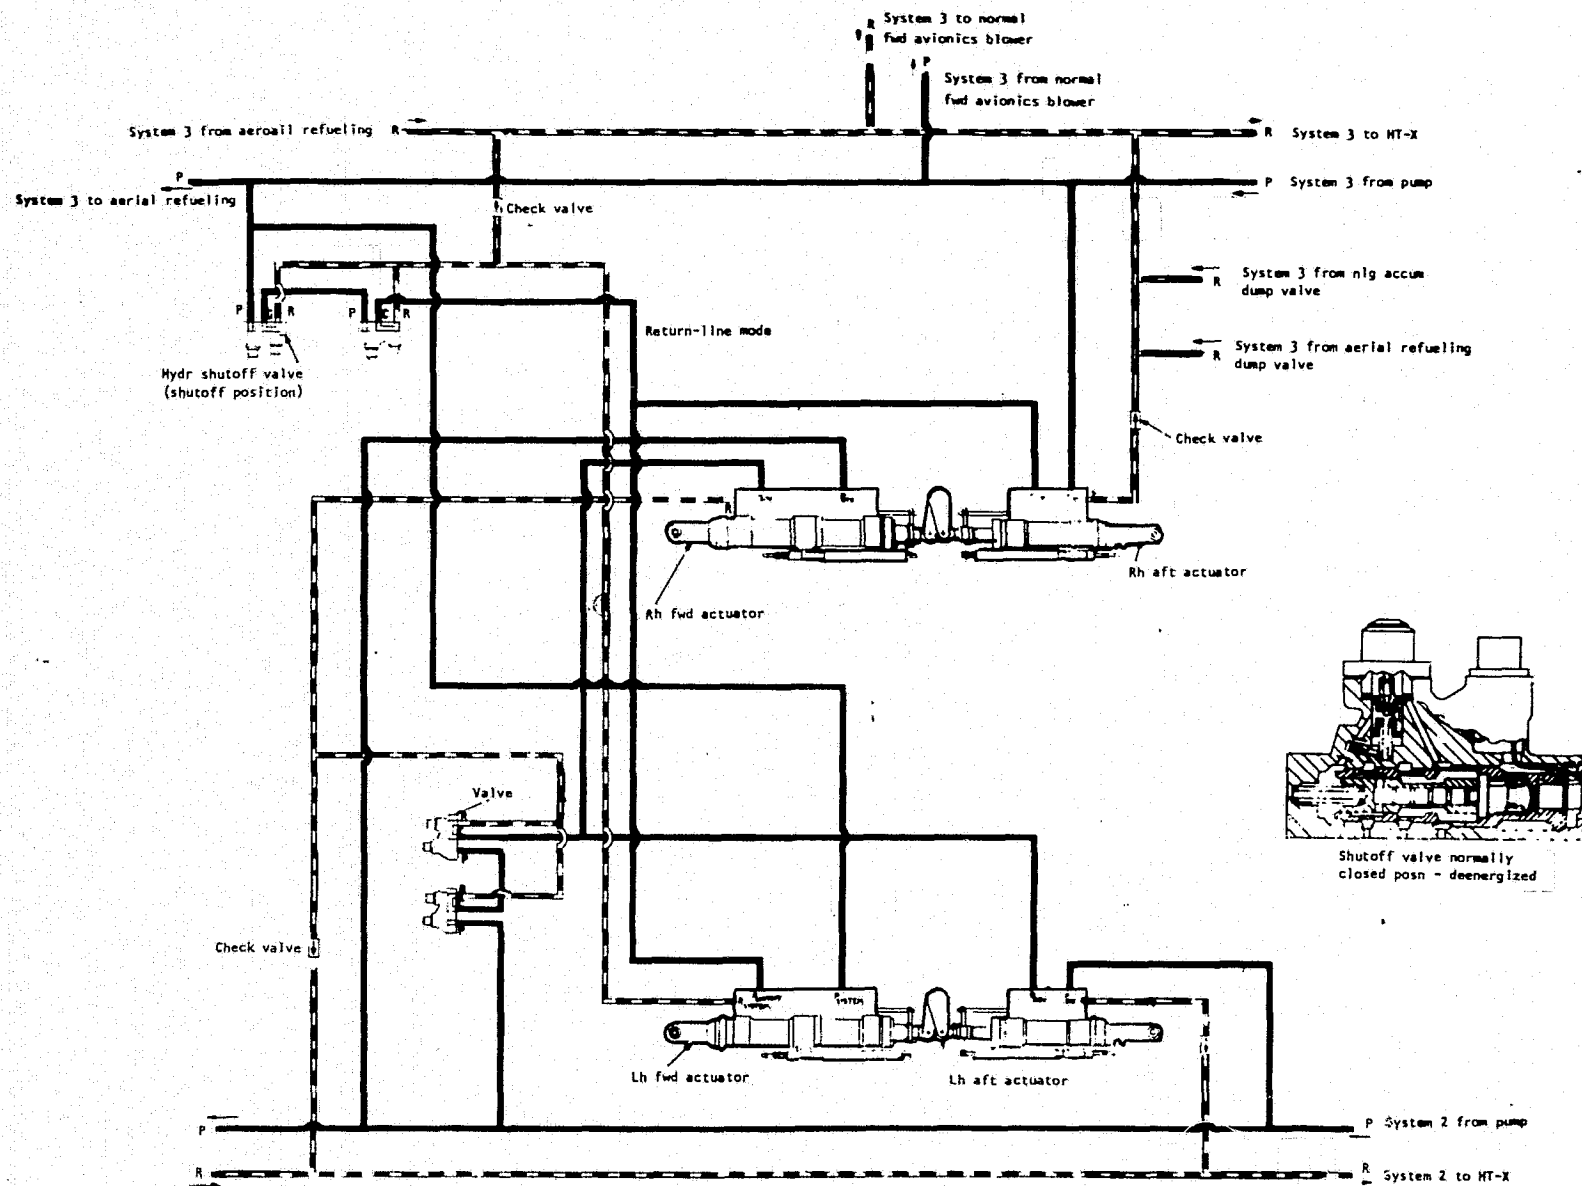 R System 3 to normal
fwd avionics blower
P
System 3 from normal
fwd avionics blower
System 3 from aeroail refueling R
R System 3 to HT-X
P
System 3 to aerial refueling
P System 3 from pump
Check valve
System 3 from nlg accum
R
dump valve
P C R P C R
Return-line mode
System 3 from aerial refueling
R
dump valve
Hydr shutoff valve
(shutoff position)
Check valve
R
Rh aft actuator
Rh fwd actuator
Valve
Shutoff valve normally
closed posn - deenergized
Check valve
R P
SYSTEM SYSTEM
Lh fwd actuator
Lh aft actuator
P
P System 2 from pump
R
R System 2 to HT-X